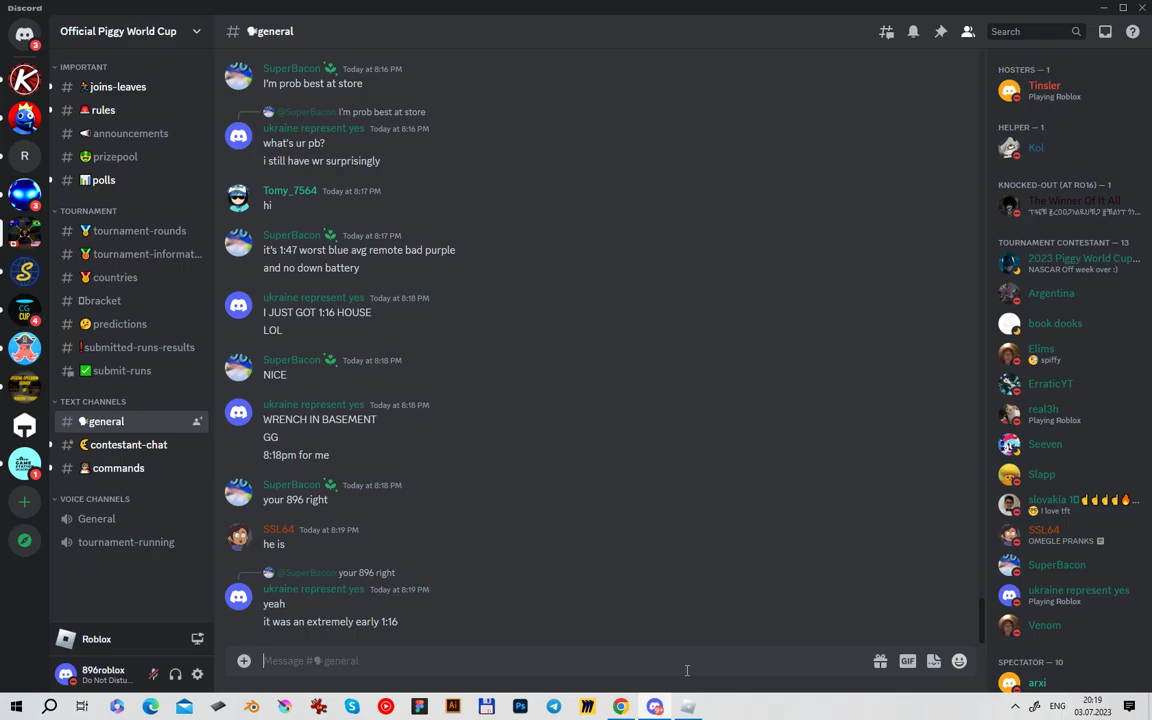 Discord
Official Piggy World Cup
general
Search
3
R
3
4
1
IMPORTANT
joins-leaves
rules
announcements
prizepool
polls
TOURNAMENT
tournament-rounds
tournament-informat...
countries
bracket
predictions
submitted-runs-results
submit-runs
TEXT CHANNELS
general
contestant-chat
commands
VOICE CHANNELS
General
tournament-running
Roblox
896roblox
Do Not Distu...
SuperBacon Today at 8:16 PM
I'm prob best at store
@SuperBacon I'm prob best at store
ukraine represent yes Today at 8:16 PM
what's ur pb?
i still have wr surprisingly
Tomy_7564 Today at 8:17 PM
hi
SuperBacon Today at 8:17 PM
it's 1:47 worst blue avg remote bad purple
and no down battery
ukraine represent yes Today at 8:18 PM
I JUST GOT 1:16 HOUSE
LOL
SuperBacon Today at 8:18 PM
NICE
ukraine represent yes Today at 8:18 PM
WRENCH IN BASEMENT
GG
8:18pm for me
SuperBacon Today at 8:18 PM
your 896 right
SSL64 Today at 8:19 PM
he is
@SuperBacon your 896 right
ukraine represent yes Today at 8:19 PM
yeah
it was an extremely early 1:16
Message #general
GIF
HOSTERS — 1
Tinsler
Playing Roblox
HELPER — 1
Kol
KNOCKED-OUT (AT RO16) — 1
The Winner Of It All
TOURNAMENT CONTESTANT — 13
2023 Piggy World Cup...
NASCAR Off week over :)
Argentina
book dooks
Elims
spiffy
ErraticYT
real3h
Playing Roblox
Seeven
Slapp
slovakia
I love tft
SSL64
OMEGLE PRANKS
SuperBacon
ukraine represent yes
Playing Roblox
Venom
SPECTATOR — 10
arxi
ENG
20:19
03.07.2023